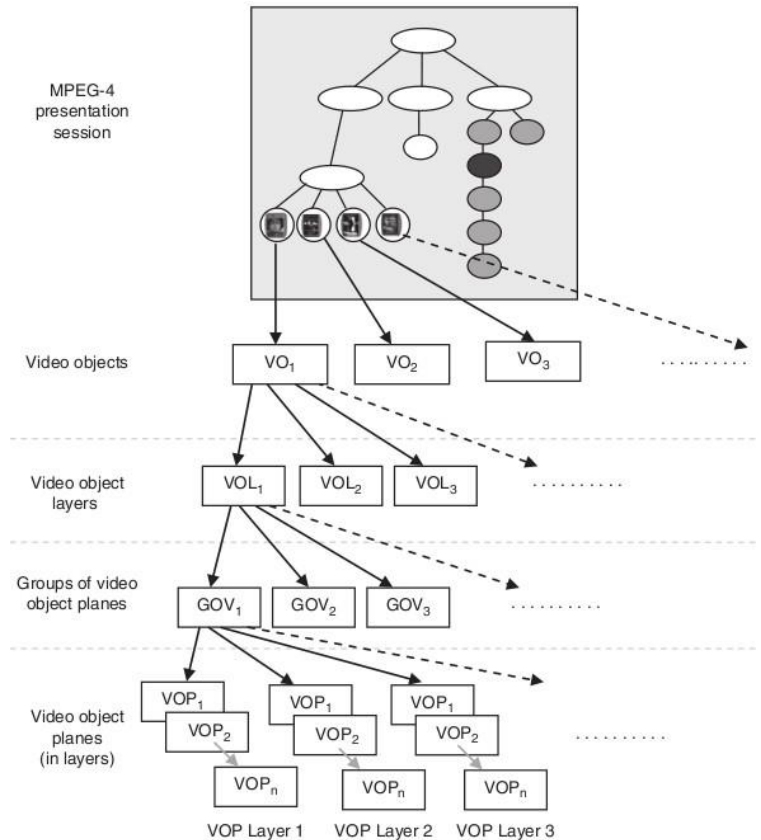 MPEG-4
presentation
session
Video objects
VO₁
VO₂
VO₃
. . . . . . . . . .
Video object
layers
VOL₁
VOL₂
VOL₃
. . . . . . . . . .
Groups of video
object planes
GOV₁
GOV₂
GOV₃
. . . . . . . . . .
Video object
planes
(in layers)
VOP₁
VOP₂
VOPₙ
VOP₁
VOP₂
VOPₙ
VOP₁
VOP₂
VOPₙ
. . . . . . . . . .
VOP Layer 1
VOP Layer 2
VOP Layer 3